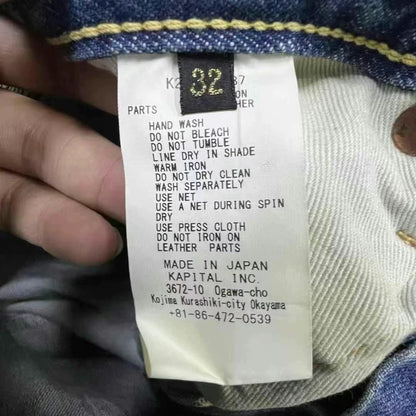 32
PARTS
HAND WASH
DO NOT BLEACH
DO NOT TUMBLE
LINE DRY IN SHADE
WARM IRON
DO NOT DRY CLEAN
WASH SEPARATELY
USE NET
USE A NET DURING SPIN
DRY
USE PRESS CLOTH
DO NOT IRON ON
LEATHER PARTS
MADE IN JAPAN
KAPITAL INC.
3672-10 Ogawa-cho
Kojima Kurashiki-city Okayama
+81-86-472-0539